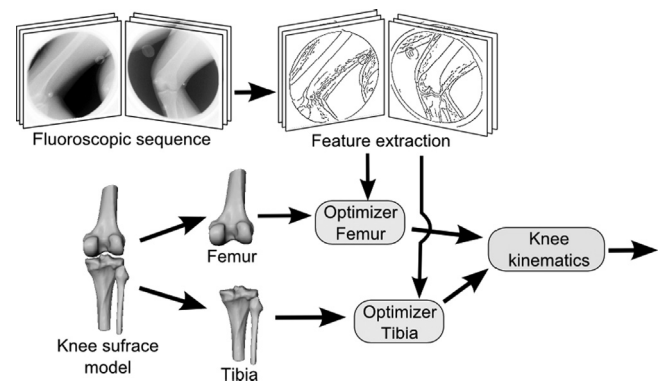 Fluoroscopic sequence
Feature extraction
Optimizer
Femur
Femur
Knee
kinematics
Optimizer
Tibia
Knee sufrace
model
Tibia